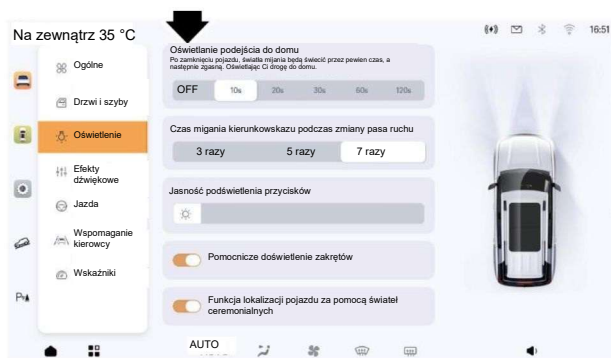 Na zewnątrz 35 °C
16:51
Ogólne
Drzwi i szyby
Oświetlenie
Efekty
dźwiękowe
Jazda
Wspomaganie
kierowcy
Wskaźniki
Oświetlanie podejścia do domu
Po zamknięciu pojazdu, światła mijania będą świecić przez pewien czas, a
następnie zgasną. Oświetlając Ci drogę do domu.
OFF 10s 20s 30s 60s 120s
Czas migania kierunkowskazu podczas zmiany pasa ruchu
3 razy 5 razy 7 razy
Jasność podświetlenia przycisków
Pomocnicze doświetlenie zakrętów
Funkcja lokalizacji pojazdu za pomocą świateł
ceremonialnych
AUTO